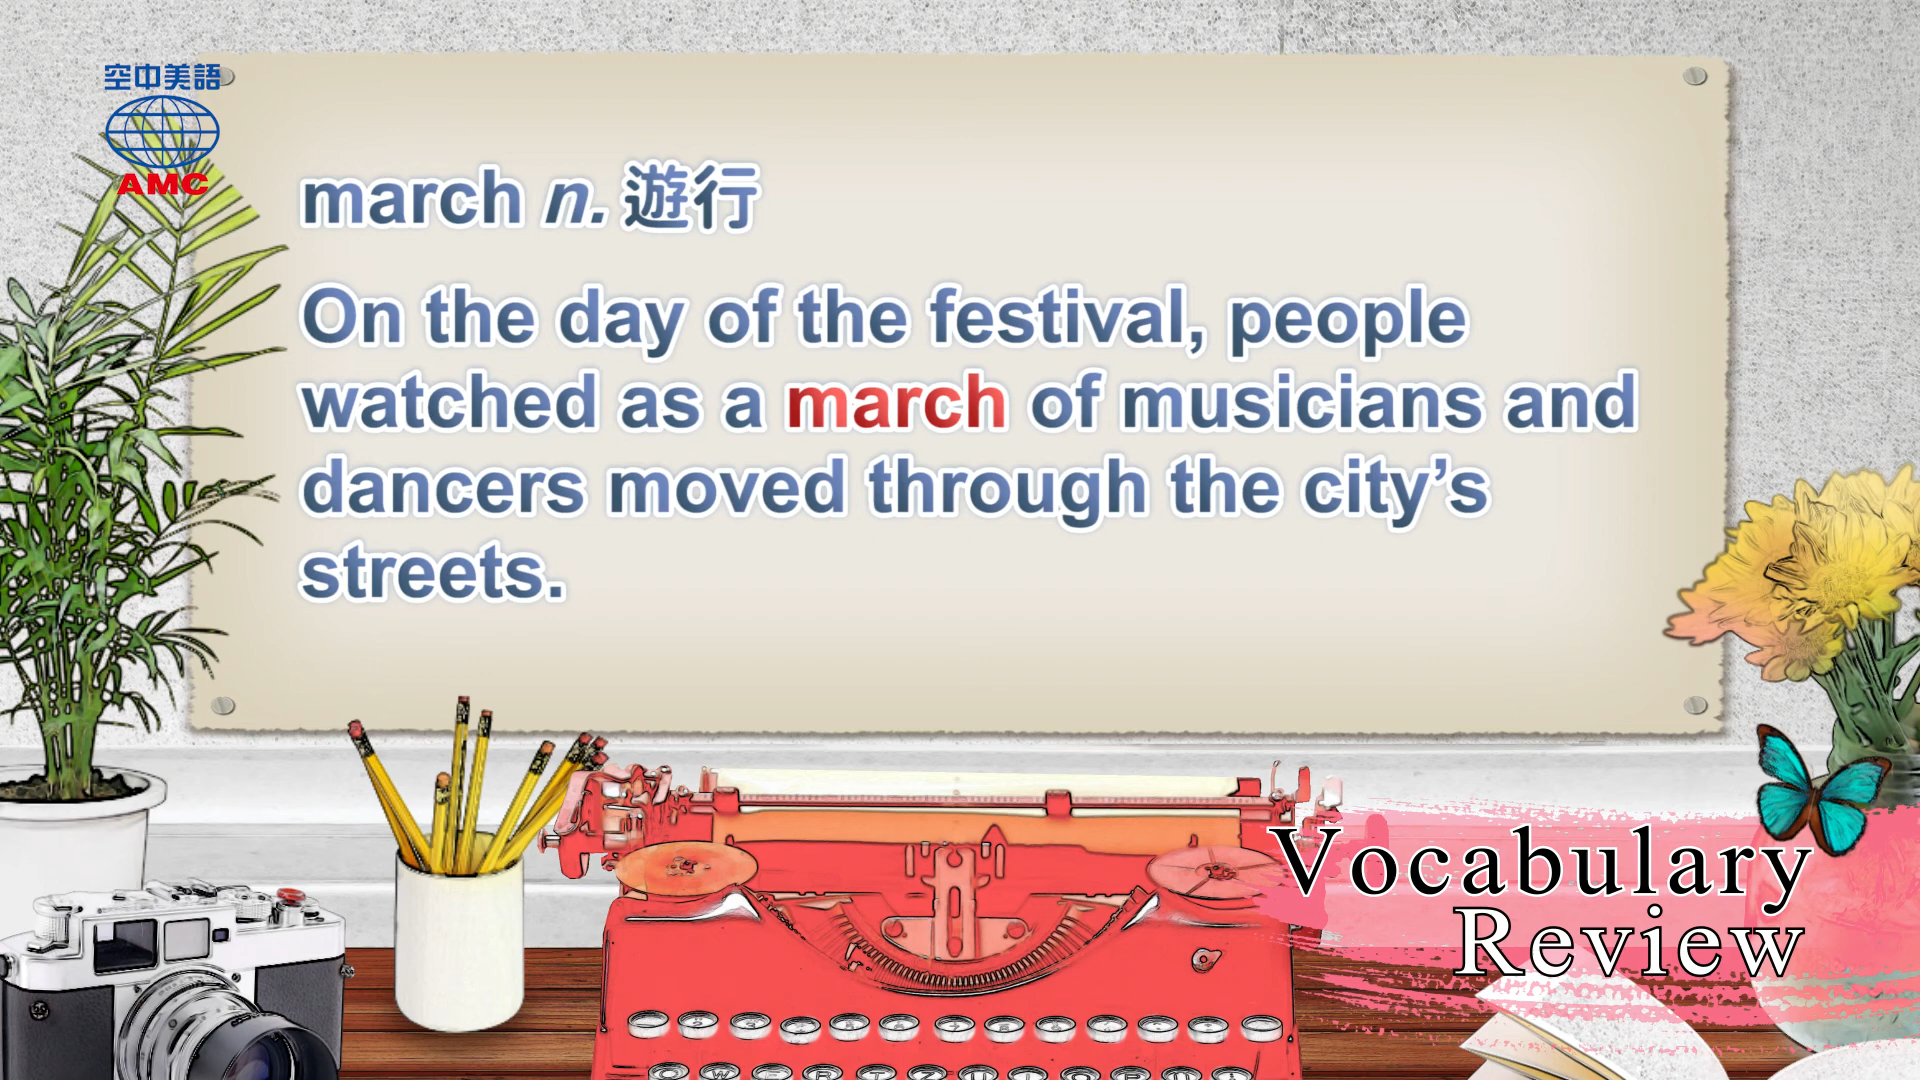 空中美語
AMC
march n. 遊行
On the day of the festival, people
watched as a march of musicians and
dancers moved through the city’s
streets.
Vocabulary
Review